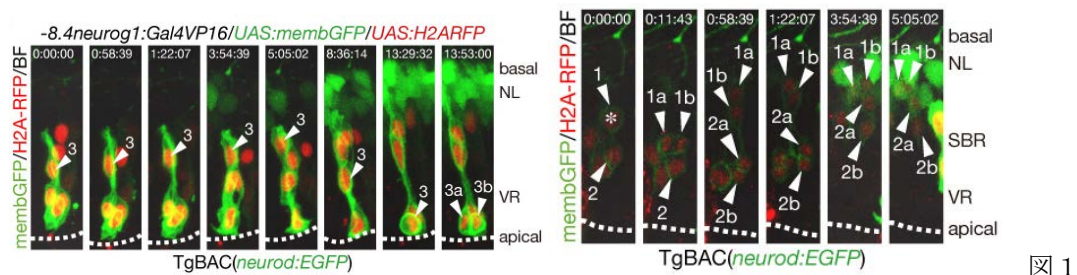 -8.4neurog1:Gal4VP16/UAS:membGFP/UAS:H2ARFP
membGFP/H2A-RFP/BF
0:00:00 0:58:39 1:22:07 3:54:39 5:05:02 8:36:14 13:29:32 13:53:00
basal
NL
3 3 3 3 3 3 3 3a 3b
VR
apical
TgBAC(neurod:EGFP)
membGFP/H2A-RFP/BF
0:00:00 0:11:43 0:58:39 1:22:07 3:54:39 5:05:02
basal
NL
SBR
VR
apical
1 * 2
1a 1b 2
1a 1b 2a 2b
1a 1b 2a 2b
1a 1b 2a 2b
1a 1b 2a 2b
TgBAC(neurod:EGFP)
図 1